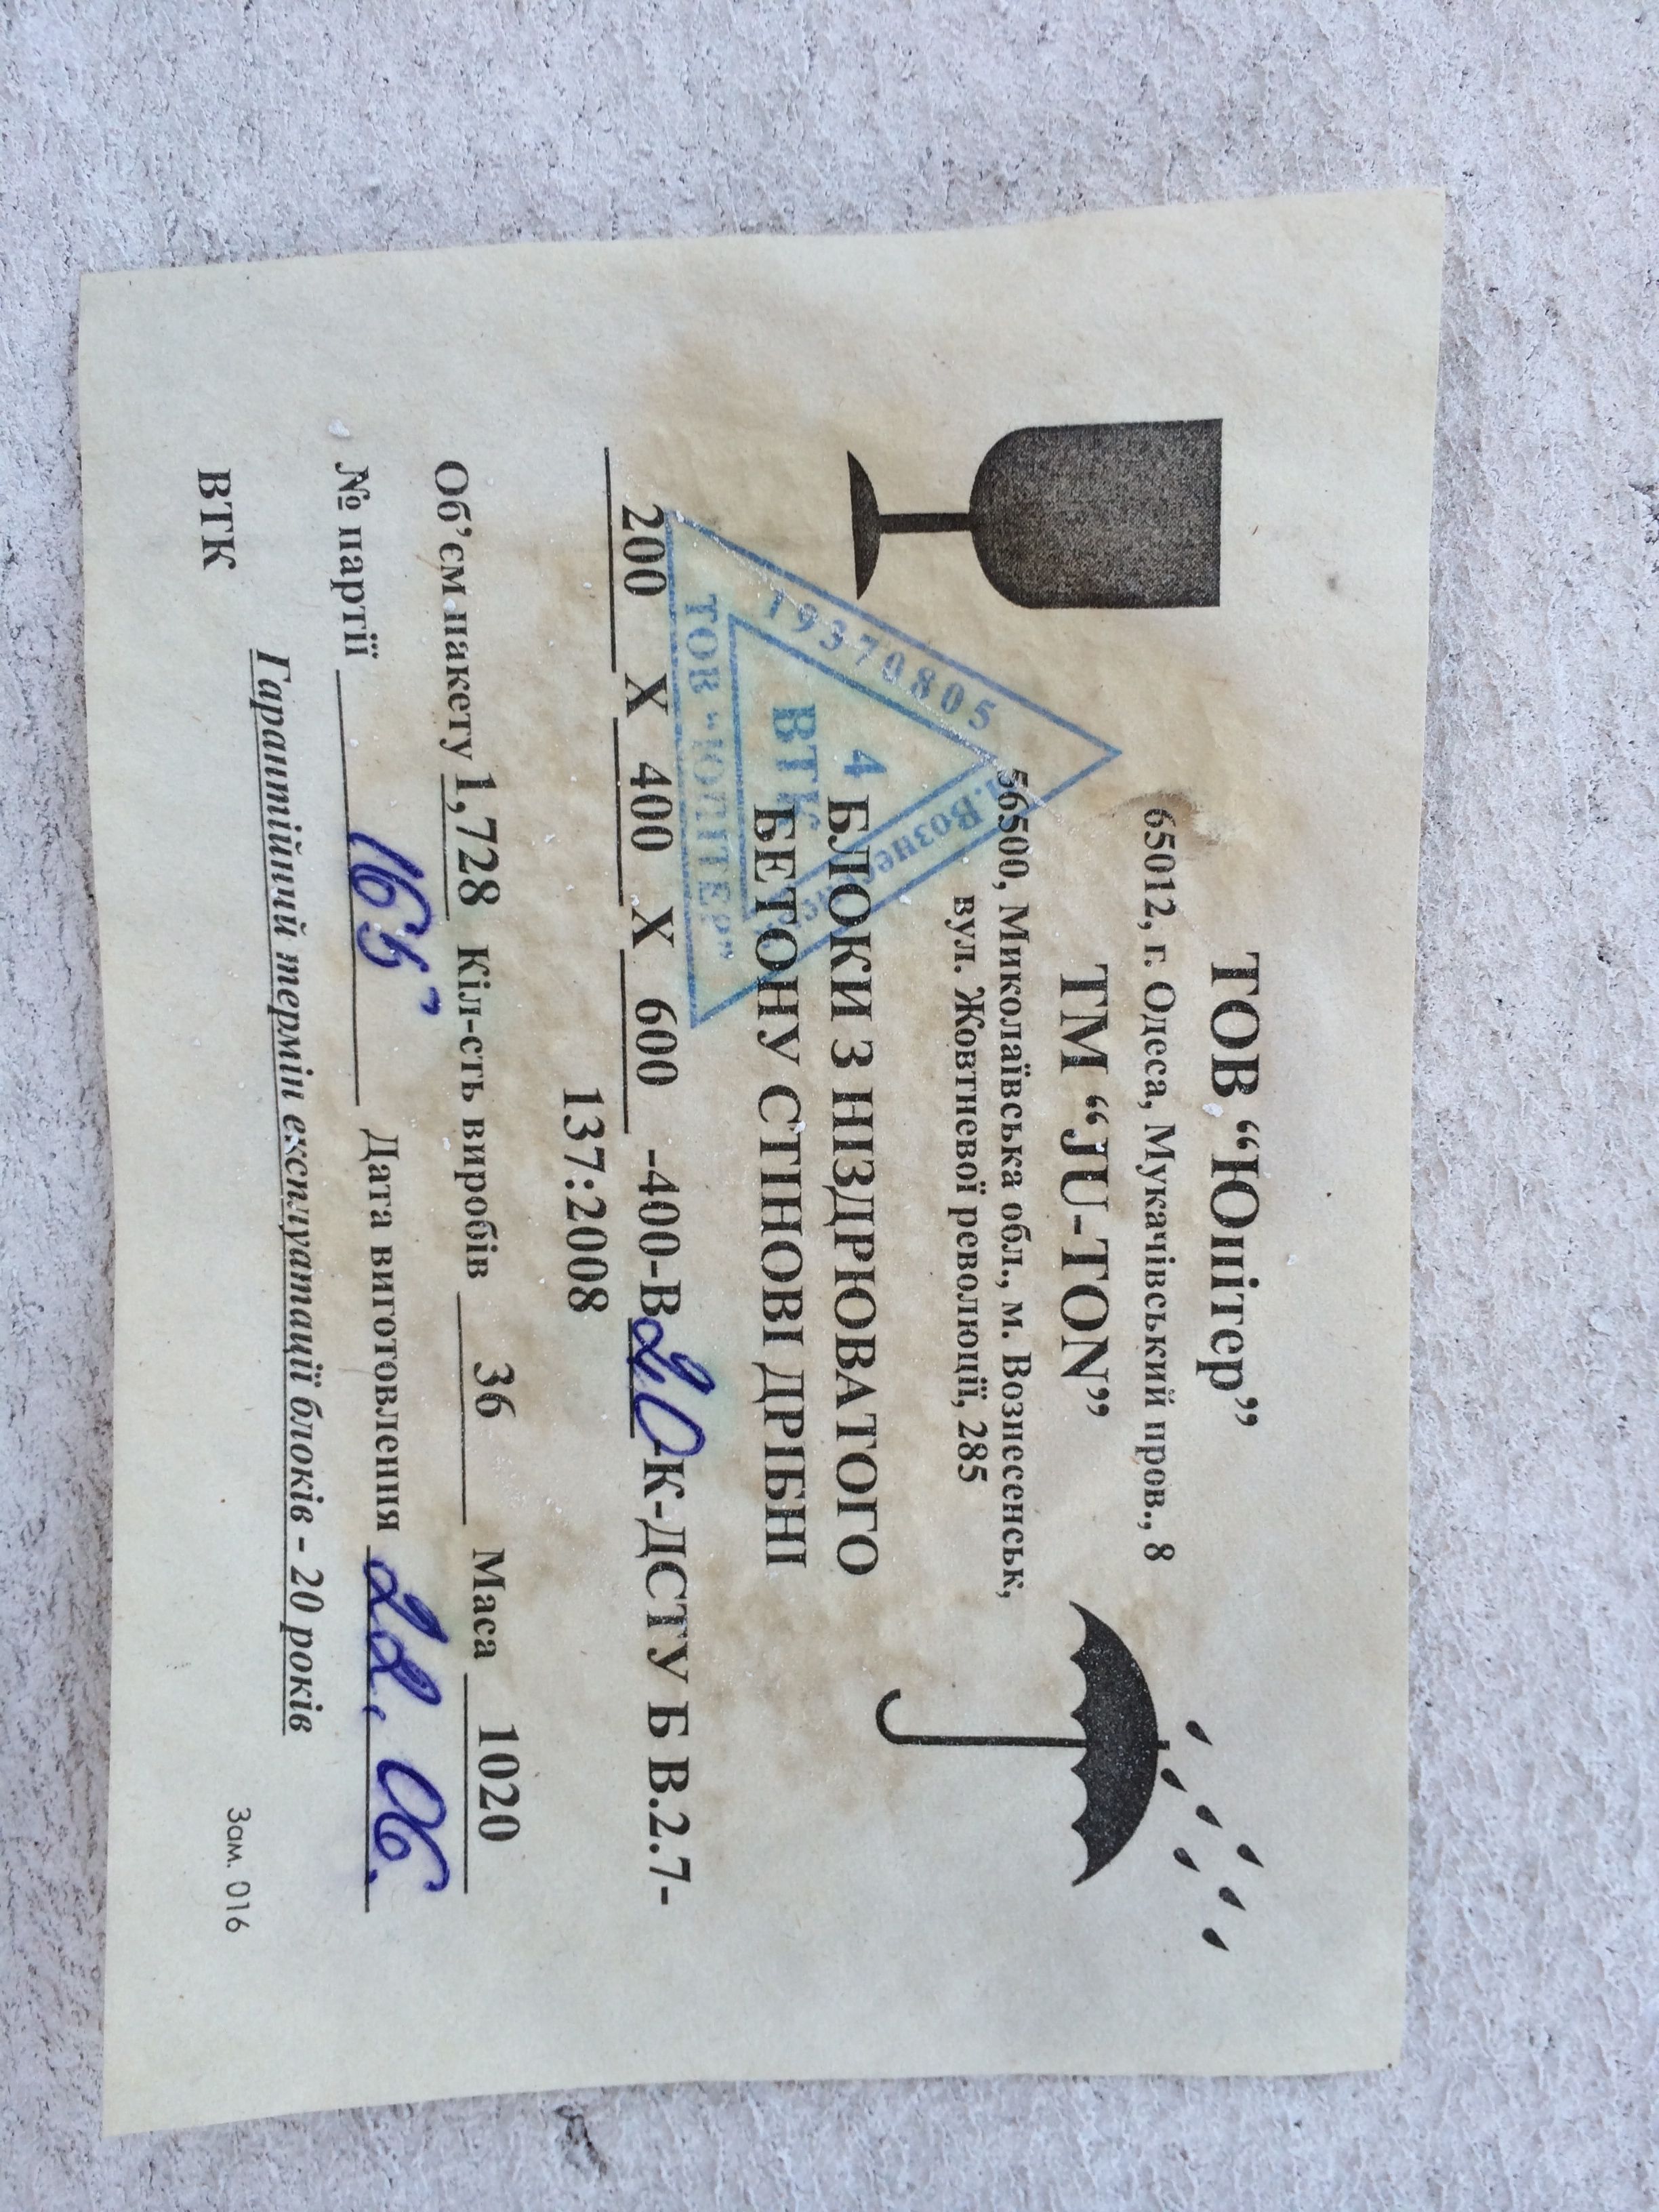 ТОВ “Юпітер”
65012, г. Одеса, Мукачівський пров., 8
ТМ “JU-TON”
56500, Миколаївська обл., м. Вознесенськ,
вул. Жовтневої революції, 285
БЛОКИ З НІЗДРЮВАТОГО
БЕТОНУ СТІНОВІ ДРІБНІ
19370805
м.Вознесенськ
4
ВТК
ТОВ “ЮПІТЕР”
200 Х 400 Х 600 -400-В2,0-К-ДСТУ Б В.2.7-
137:2008
Об’єм пакету 1,728 Кіл-сть виробів 36 Маса 1020
№ партії Дата виготовлення 22.06.
Гарантійний термін експлуатації блоків - 20 років
ВТК
Зам. 016